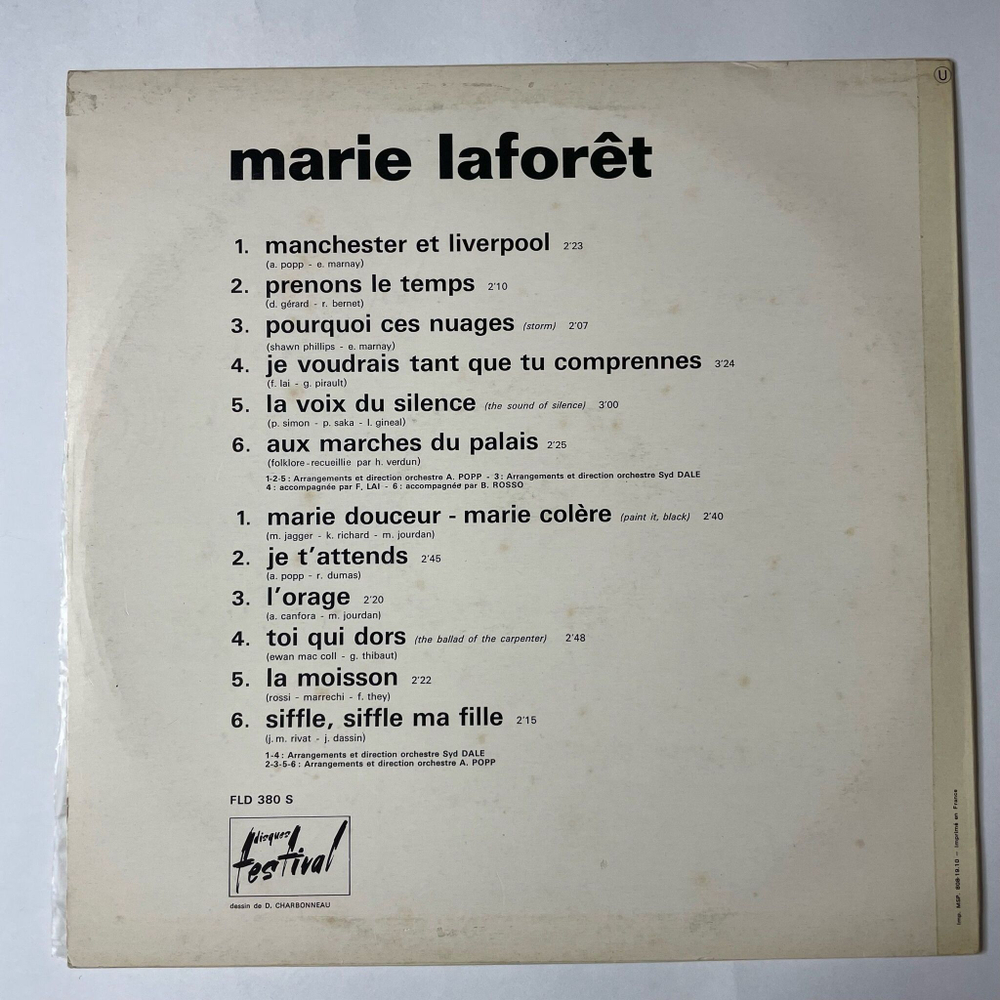 U
marie laforêt
1. manchester et liverpool 2'23
(a. popp - e. marnay)
2. prenons le temps 2'10
(d. gérard - r. bernet)
3. pourquoi ces nuages (storm) 2'07
(shawn phillips - e. marnay)
4. je voudrais tant que tu comprennes 3'24
(f. lai - g. pirault)
5. la voix du silence (the sound of silence) 3'00
(p. simon - p. saka - l. gineal)
6. aux marches du palais 2'25
(folklore - recueillie par h. verdun)
1-2-5 : Arrangements et direction orchestre A. POPP - 3 : Arrangements et direction orchestre Syd DALE
4 : accompagnée par F. LAI - 6 : accompagnée par B. ROSSO
1. marie douceur - marie colère (paint it, black) 2'40
(m. jagger - k. richard - m. jourdan)
2. je t'attends 2'45
(a. popp - r. dumas)
3. l'orage 2'20
(a. canfora - m. jourdan)
4. toi qui dors (the ballad of the carpenter) 2'48
(ewan mac coll - g. thibaut)
5. la moisson 2'22
(rossi - marrechi - f. they)
6. siffle, siffle ma fille 2'15
(j.m. rivat - j. dassin)
1-4 : Arrangements et direction orchestre Syd DALE
2-3-5-6 : Arrangements et direction orchestre A. POPP
FLD 380 S
disques
festival
dessin de D. CHARBONNEAU
Imp. MSP. 808-19.10 - Imprimé en France